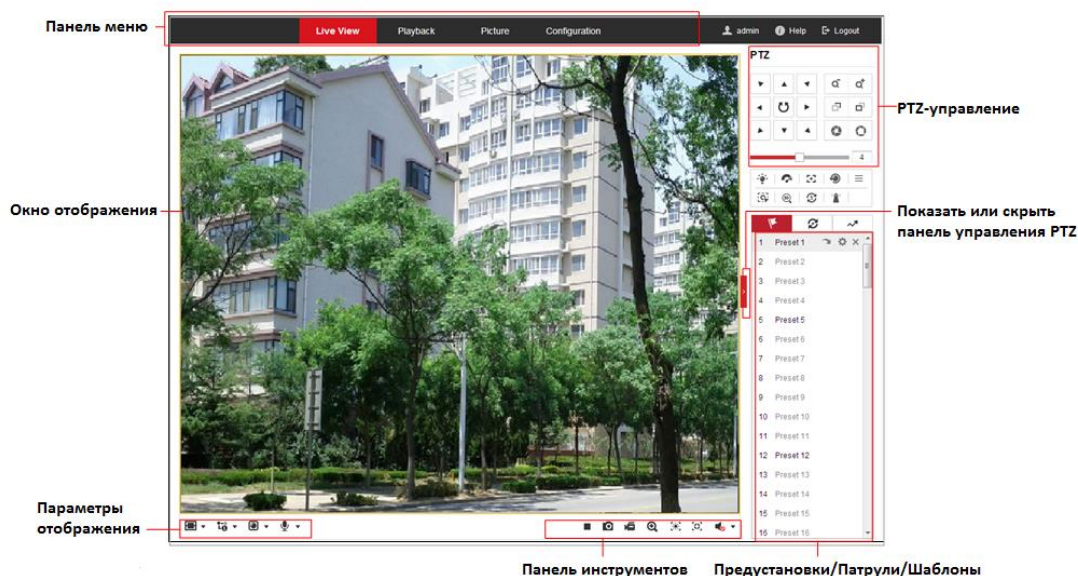 Панель меню
Live View Playback Picture Configuration admin Help Logout
PTZ
PTZ-управление
4
Окно отображения
Показать или скрыть
панель управления PTZ
1 Preset 1
2 Preset 2
3 Preset 3
4 Preset 4
5 Preset 5
6 Preset 6
7 Preset 7
8 Preset 8
9 Preset 9
10 Preset 10
11 Preset 11
12 Preset 12
13 Preset 13
14 Preset 14
15 Preset 15
16 Preset 16
Параметры
отображения
Панель инструментов
Предустановки/Патрули/Шаблоны